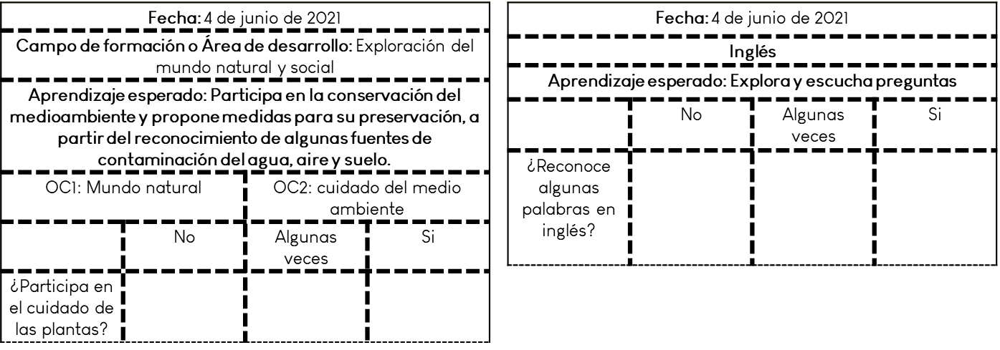 Fecha: 4 de junio de 2021
Campo de formación o Área de desarrollo: Exploración del
mundo natural y social
Aprendizaje esperado: Participa en la conservación del
medioambiente y propone medidas para su preservación, a
partir del reconocimiento de algunas fuentes de
contaminación del agua, aire y suelo.
OC1: Mundo natural
OC2: cuidado del medio
ambiente
No
Algunas
veces
Si
¿Participa en
el cuidado de
las plantas?
Fecha: 4 de junio de 2021
Inglés
Aprendizaje esperado: Explora y escucha preguntas
No
Algunas
veces
Si
¿Reconoce
algunas
palabras en
inglés?